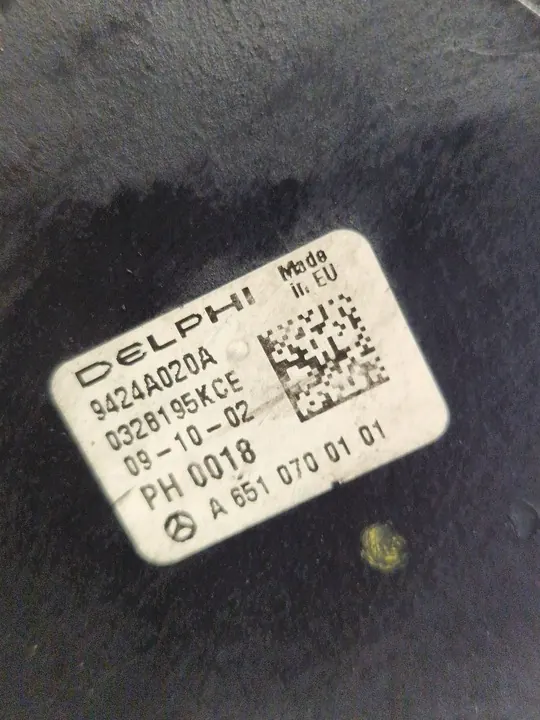 DELPHI
Made
in EU
9424A020A
0328195KCE
09-10-02
PH 0018
A 651 070 01 01